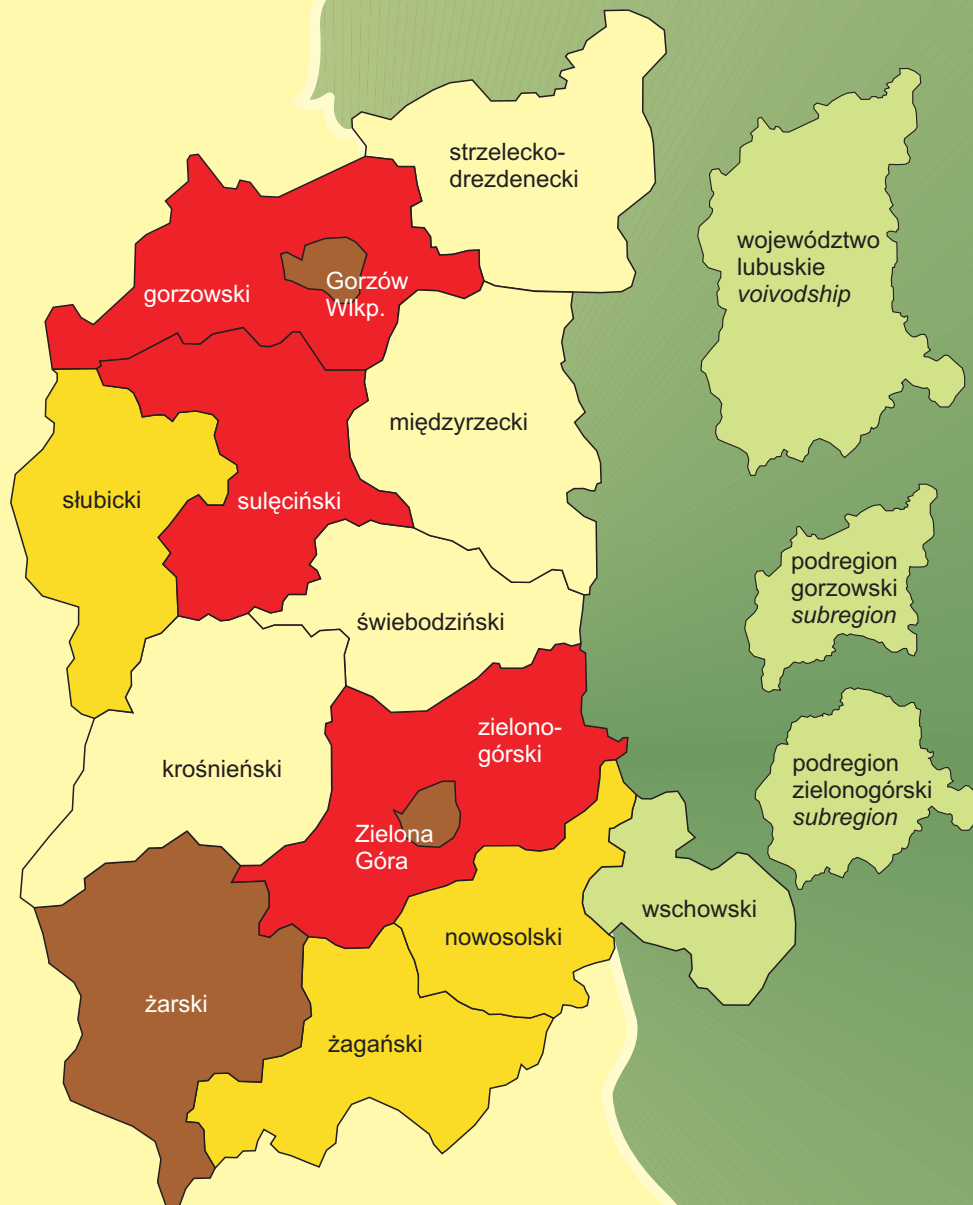 strzelecko-
drezdenecki
gorzowski
Gorzów
Wlkp.
województwo
lubuskie
voivodship
międzyrzecki
słubicki
sulęciński
podregion
gorzowski
subregion
świebodziński
zielono-
górski
krośnieński
podregion
zielonogórski
subregion
Zielona
Góra
wschowski
nowosolski
żarski
żagański